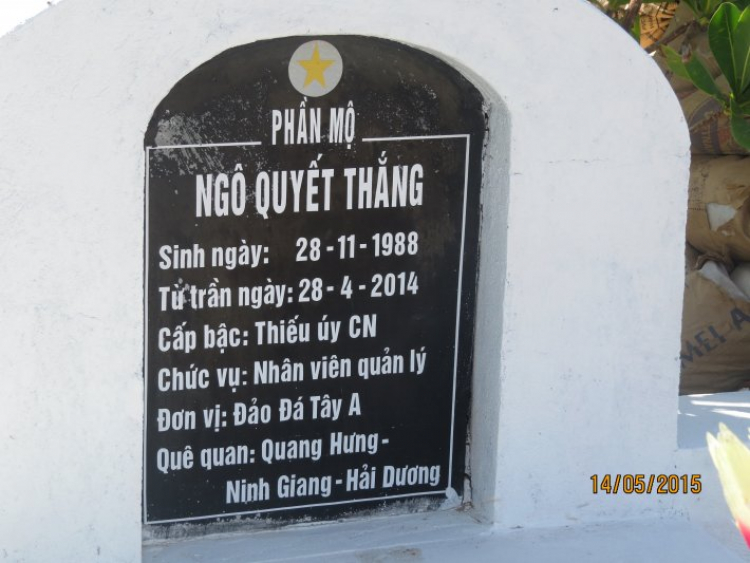 PHẦN MỘ
NGÔ QUYẾT THẮNG
Sinh ngày: 28-11-1988
Từ trần ngày: 28-4-2014
Cấp bậc: Thiếu úy CN
Chức vụ: Nhân viên quản lý
Đơn vị: Đảo Đá Tây A
Quê quan: Quang Hưng-
Ninh Giang-Hải Dương
MEI A
14/05/2015